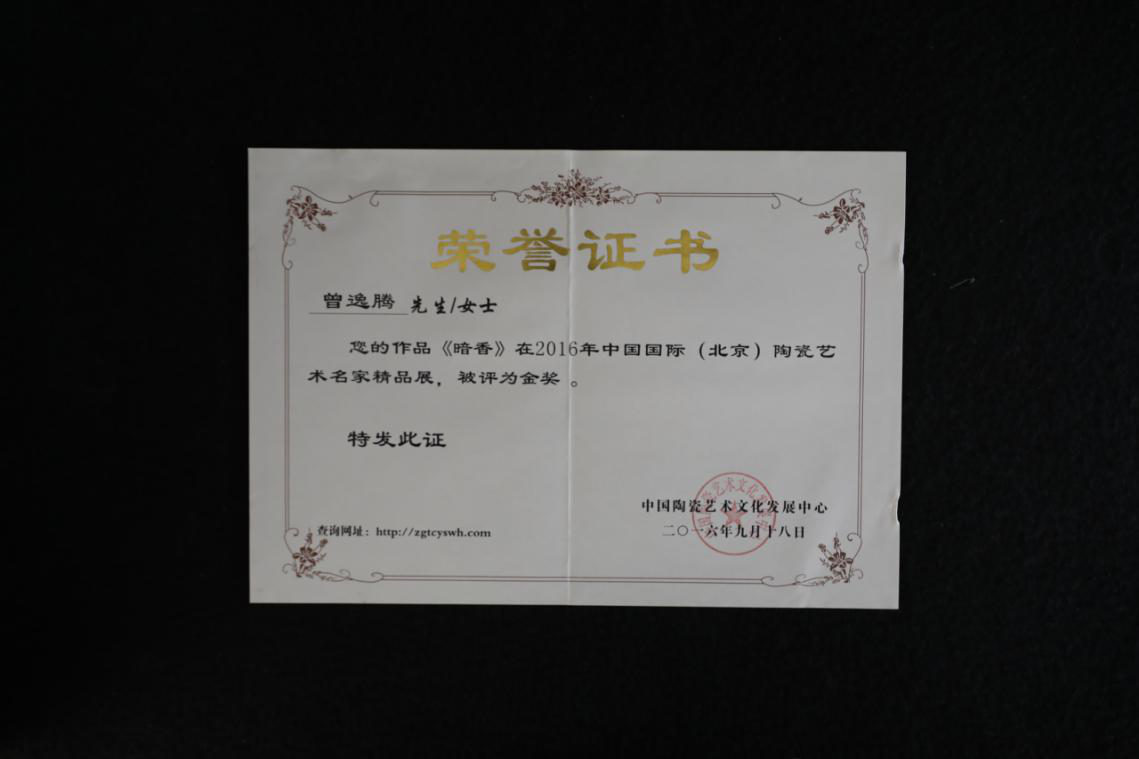 荣誉证书
曾逸腾 先生/女士
您的作品《暗香》在2016年中国国际（北京）陶瓷艺
术名家精品展，被评为金奖。
特发此证
中国陶瓷艺术文化发展中心
查询网址：http://zgtcyswh.com
二〇一六年九月十八日